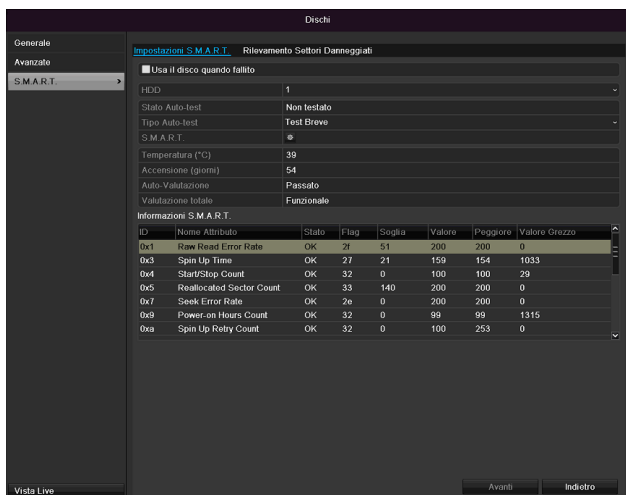 Dischi
Generale
Avanzate
S.M.A.R.T.
Impostazioni S.M.A.R.T. Rilevamento Settori Danneggiati
Usa il disco quando fallito
HDD 1
Stato Auto-test Non testato
Tipo Auto-test Test Breve
S.M.A.R.T.
Temperatura (°C) 39
Accensione (giorni) 54
Auto-Valutazione Passato
Valutazione totale Funzionale
Informazioni S.M.A.R.T.
ID Nome Attributo Stato Flag Soglia Valore Peggiore Valore Grezzo
0x1 Raw Read Error Rate OK 2f 51 200 200 0
0x3 Spin Up Time OK 27 21 159 154 1033
0x4 Start/Stop Count OK 32 0 100 100 29
0x5 Reallocated Sector Count OK 33 140 200 200 0
0x7 Seek Error Rate OK 2e 0 200 200 0
0x9 Power-on Hours Count OK 32 0 99 99 1315
0xa Spin Up Retry Count OK 32 0 100 253 0
Vista Live
Avanti Indietro